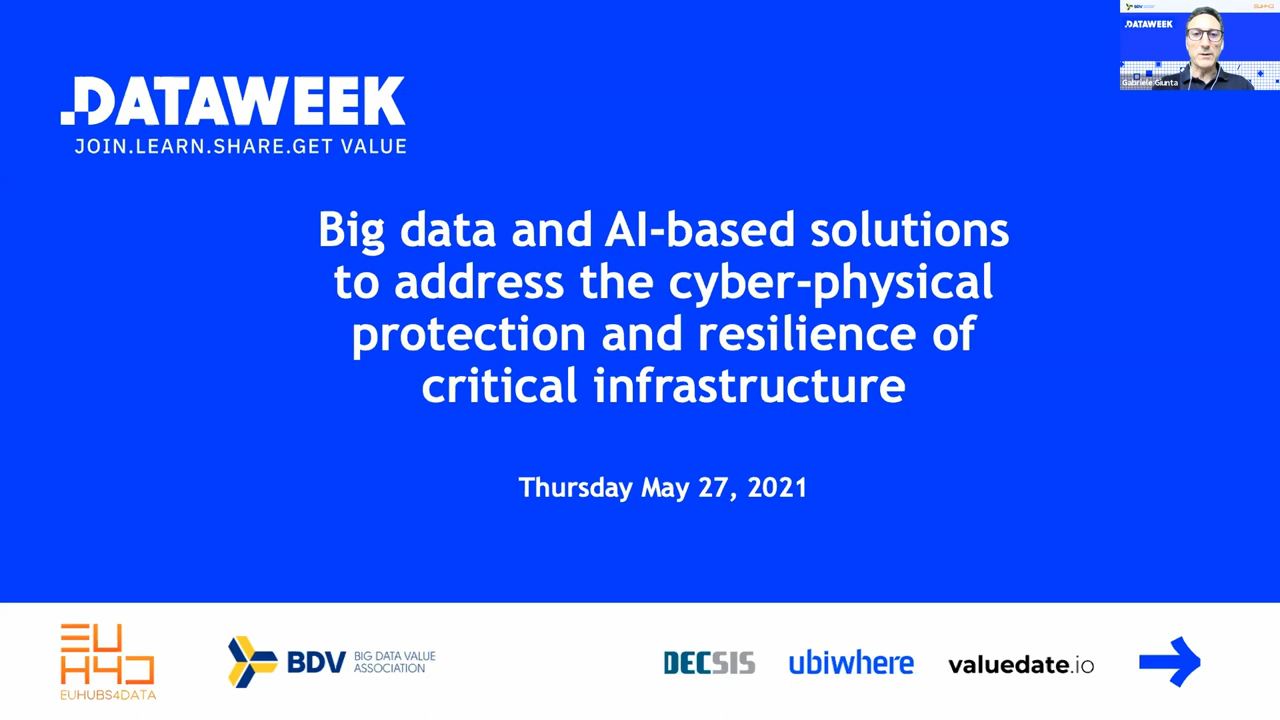 .DATAWEEK
JOIN.LEARN.SHARE.GET VALUE
BDV
.DATAWEEK
Gabriele Giunta
Big data and AI-based solutions
to address the cyber-physical
protection and resilience of
critical infrastructure
Thursday May 27, 2021
EU
H4D
EUHUBS4DATA
BDV
BIG DATA VALUE
ASSOCIATION
DECSIS
ubiwhere
valuedate.io